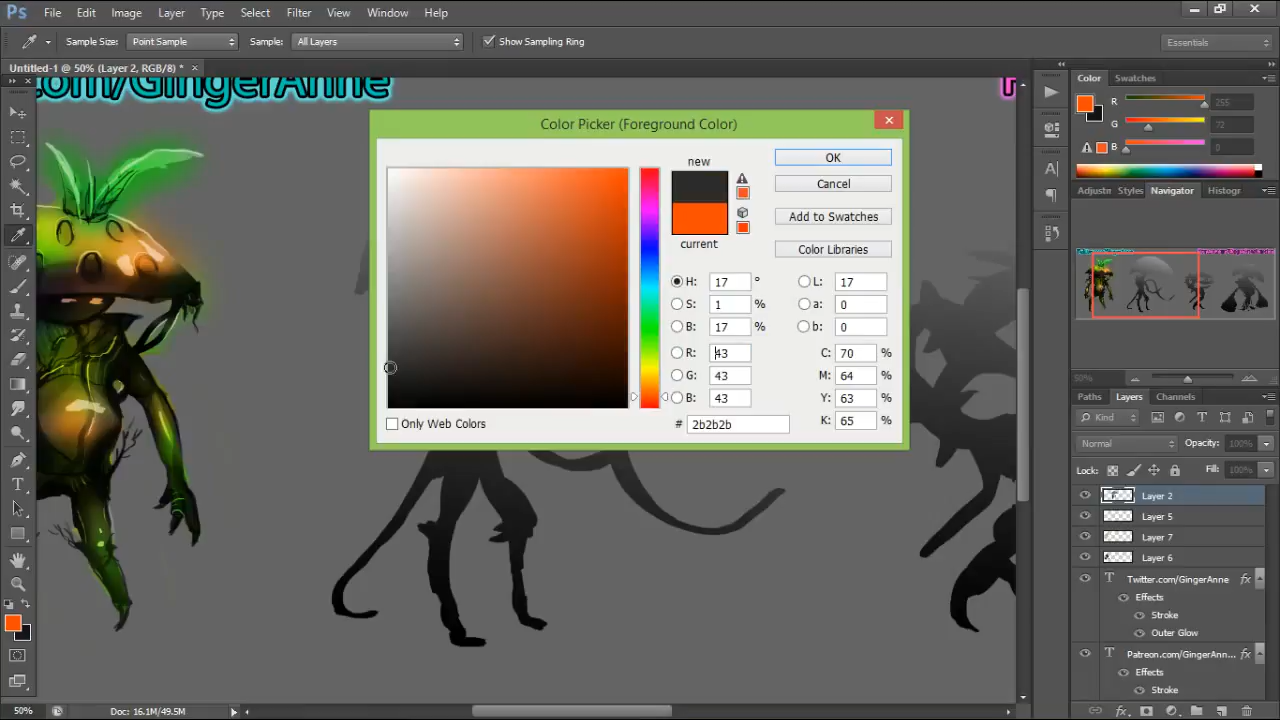 Ps File Edit Image Layer Type Select Filter View Window Help
Sample Size: Point Sample Sample: All Layers Show Sampling Ring Essentials
Untitled-1 @ 50% (Layer 2, RGB/8) * ×
.com/GingerAnne
Color Picker (Foreground Color)
new
current
OK
Cancel
Add to Swatches
Color Libraries
H: 17 °
S: 1 %
B: 17 %
R: 43
G: 43
B: 43
L: 17
a: 0
b: 0
C: 70 %
M: 64 %
Y: 63 %
K: 65 %
# 2b2b2b
Only Web Colors
Color Swatches
R 255
G 72
B 0
Adjustm Styles Navigator Histogr
50%
Paths Layers Channels
Kind
Normal Opacity: 100%
Lock: Fill: 100%
Layer 2
Layer 5
Layer 7
Layer 6
T Twitter.com/GingerAnne fx
Effects
Stroke
Outer Glow
T Patreon.com/GingerAnn... fx
Effects
Stroke
50% Doc: 16.1M/49.5M